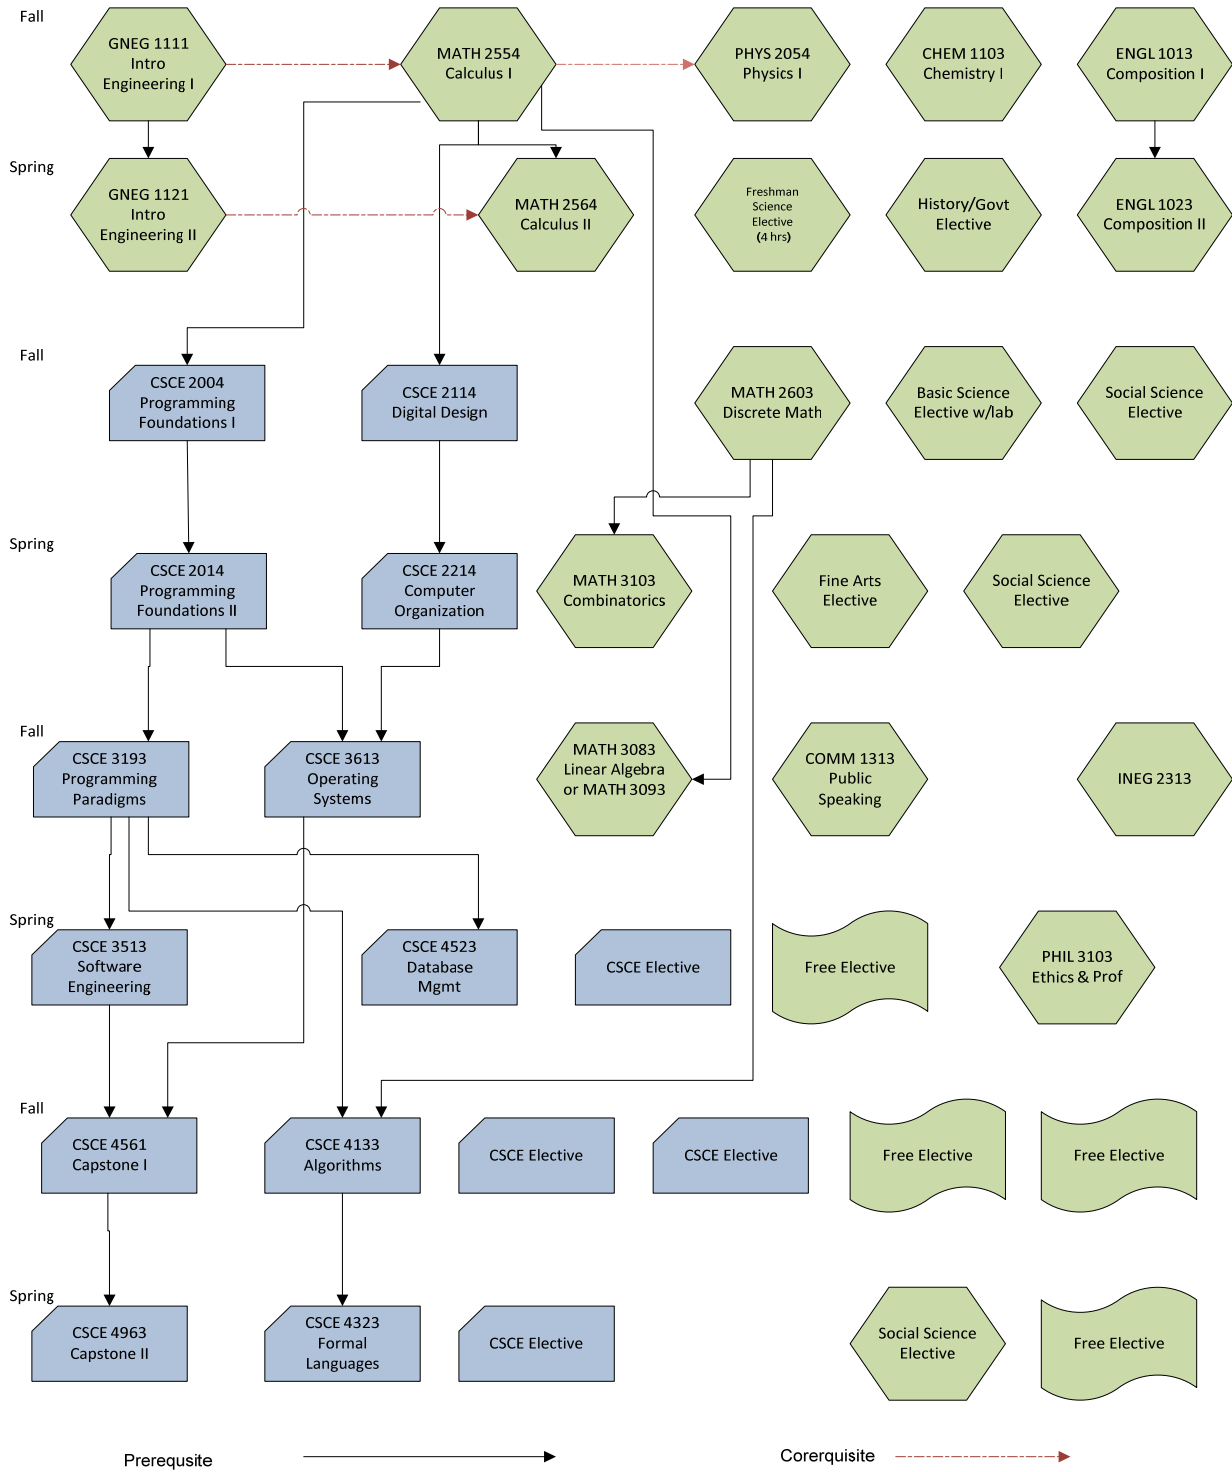 Fall
GNEG 1111
Intro
Engineering I
MATH 2554
Calculus I
PHYS 2054
Physics I
CHEM 1103
Chemistry I
ENGL 1013
Composition I
Spring
GNEG 1121
Intro
Engineering II
MATH 2564
Calculus II
Freshman
Science
Elective
(4 hrs)
History/Govt
Elective
ENGL 1023
Composition II
Fall
CSCE 2004
Programming
Foundations I
CSCE 2114
Digital Design
MATH 2603
Discrete Math
Basic Science
Elective w/lab
Social Science
Elective
Spring
CSCE 2014
Programming
Foundations II
CSCE 2214
Computer
Organization
MATH 3103
Combinatorics
Fine Arts
Elective
Social Science
Elective
Fall
CSCE 3193
Programming
Paradigms
CSCE 3613
Operating
Systems
MATH 3083
Linear Algebra
or MATH 3093
COMM 1313
Public
Speaking
INEG 2313
Spring
CSCE 3513
Software
Engineering
CSCE 4523
Database
Mgmt
CSCE Elective
Free Elective
PHIL 3103
Ethics & Prof
Fall
CSCE 4561
Capstone I
CSCE 4133
Algorithms
CSCE Elective
CSCE Elective
Free Elective
Free Elective
Spring
CSCE 4963
Capstone II
CSCE 4323
Formal
Languages
CSCE Elective
Social Science
Elective
Free Elective
Prerequsite
Corerquisite